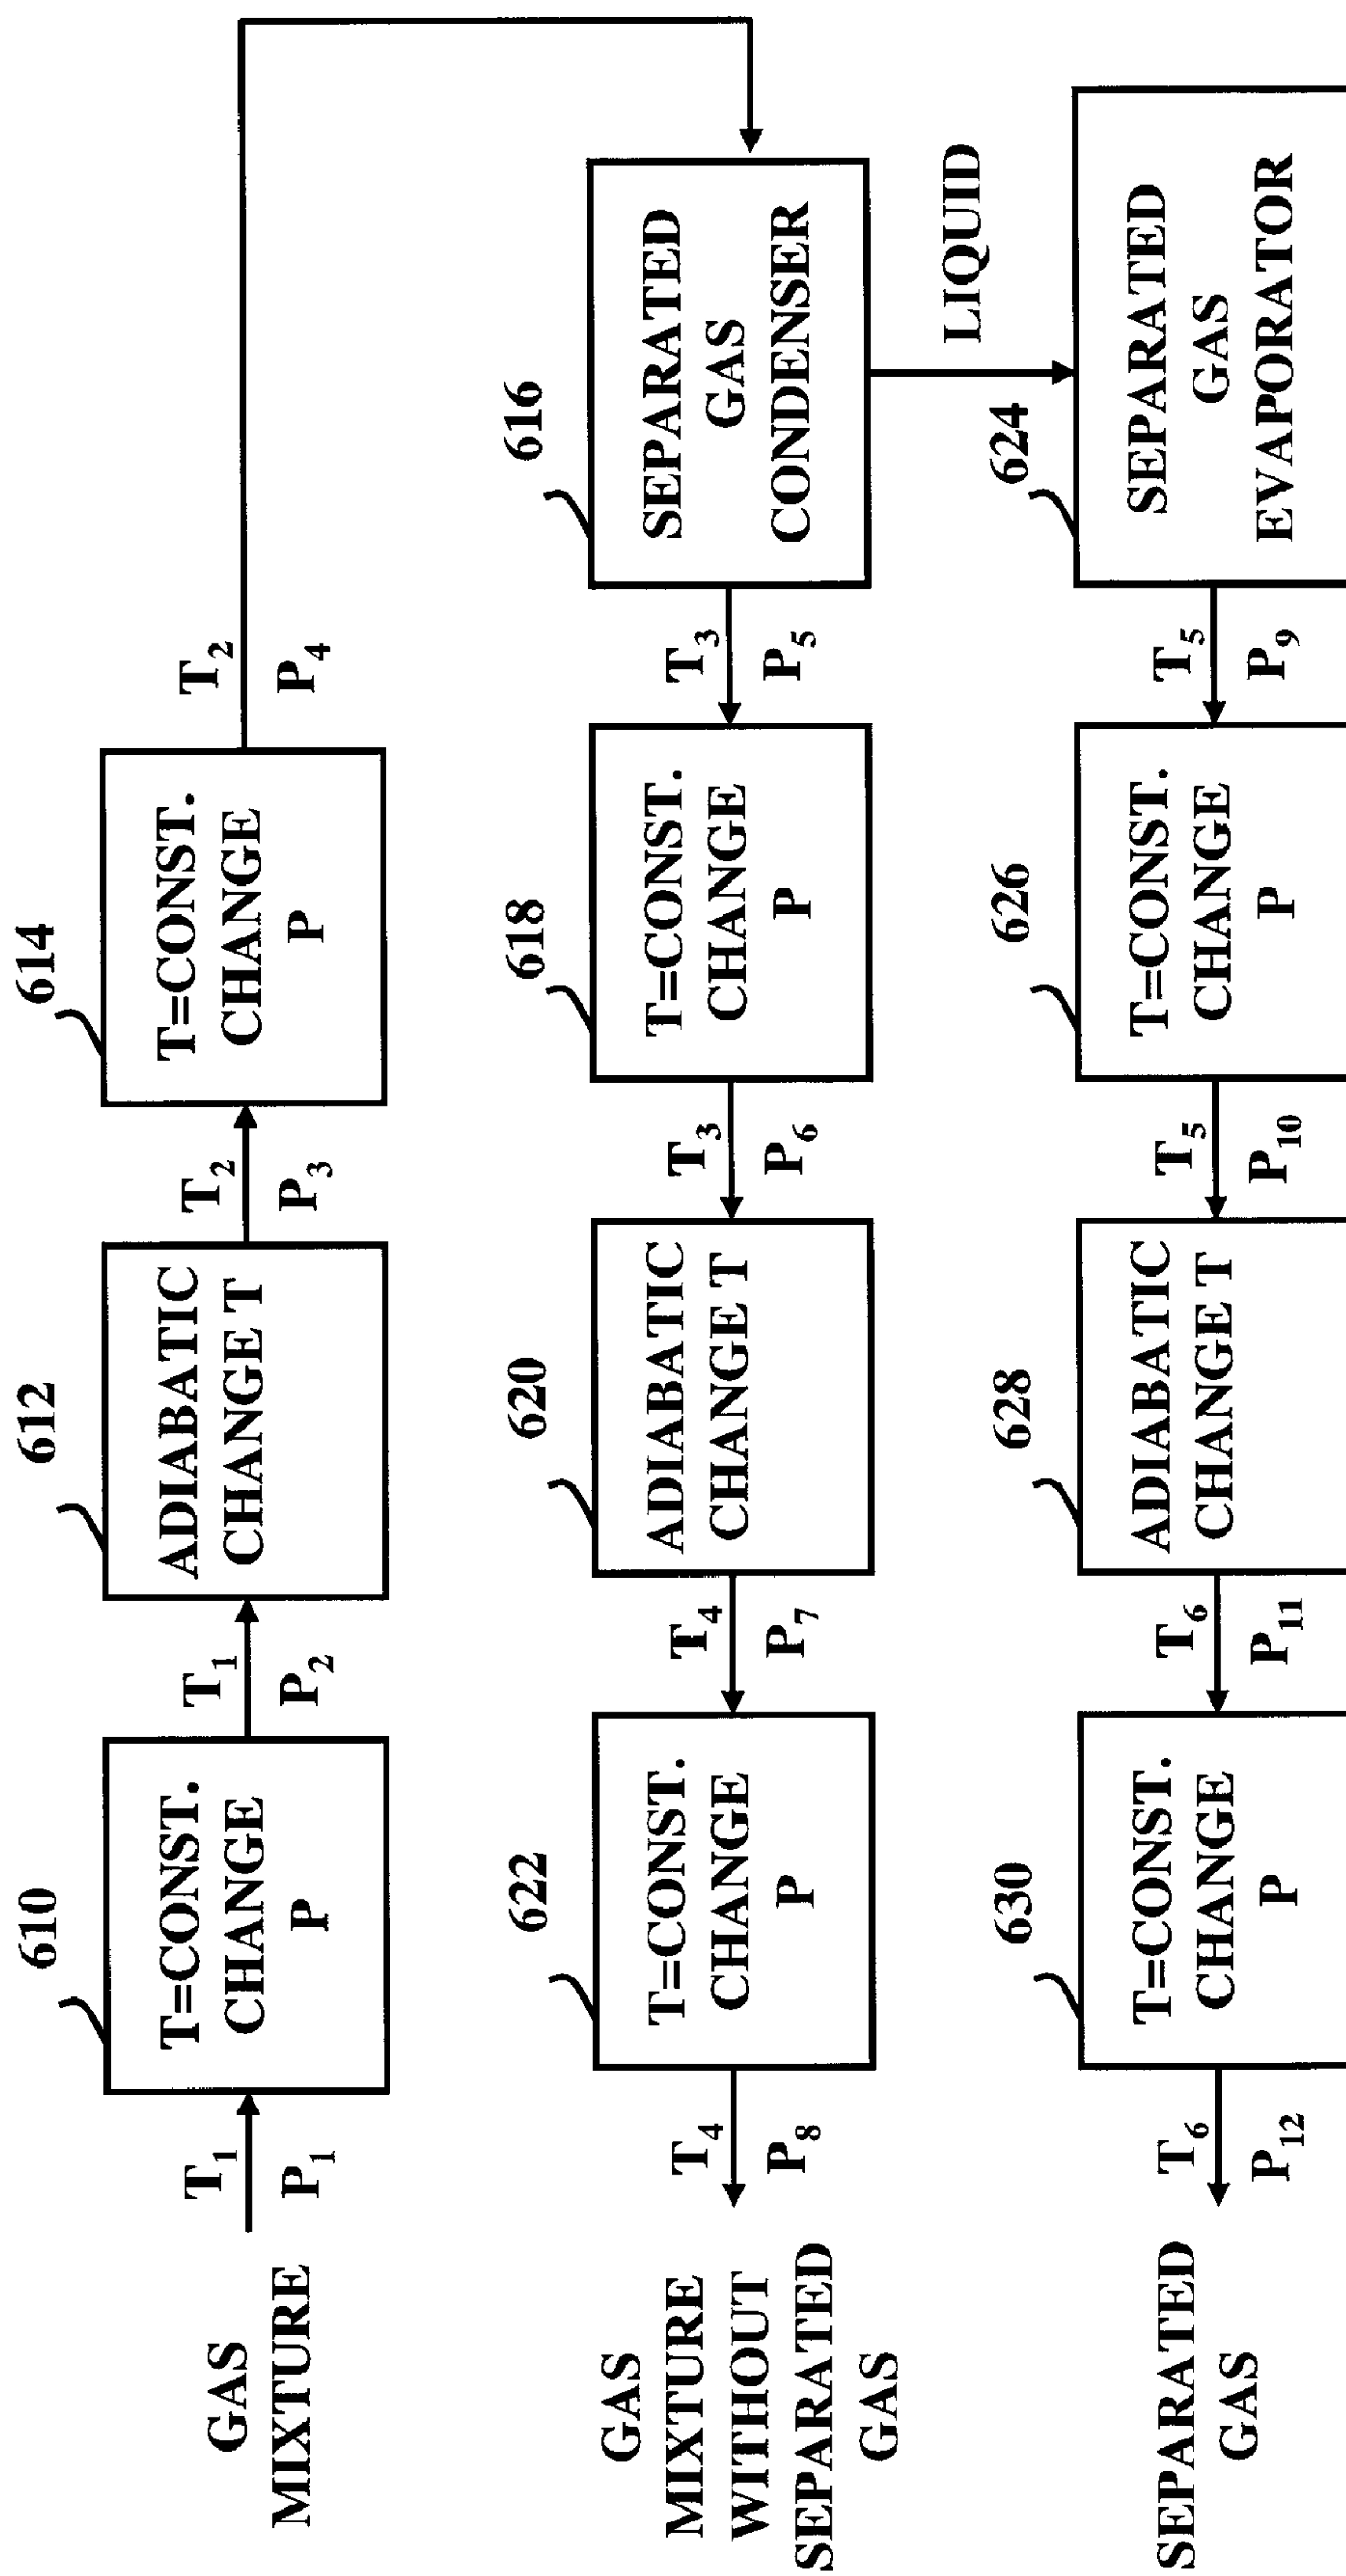 GAS
MIXTURE
T₁
P₁
610
T=CONST.
CHANGE
P
T₁
P₂
612
ADIABATIC
CHANGE T
T₂
P₃
614
T=CONST.
CHANGE
P
T₂
P₄
616
SEPARATED
GAS
CONDENSER
LIQUID
T₃
P₅
618
T=CONST.
CHANGE
P
T₃
P₆
620
ADIABATIC
CHANGE T
T₄
P₇
622
T=CONST.
CHANGE
P
T₄
P₈
GAS
MIXTURE
WITHOUT
SEPARATED
GAS
624
SEPARATED
GAS
EVAPORATOR
T₅
P₉
626
T=CONST.
CHANGE
P
T₅
P₁₀
628
ADIABATIC
CHANGE T
T₆
P₁₁
630
T=CONST.
CHANGE
P
T₆
P₁₂
SEPARATED
GAS